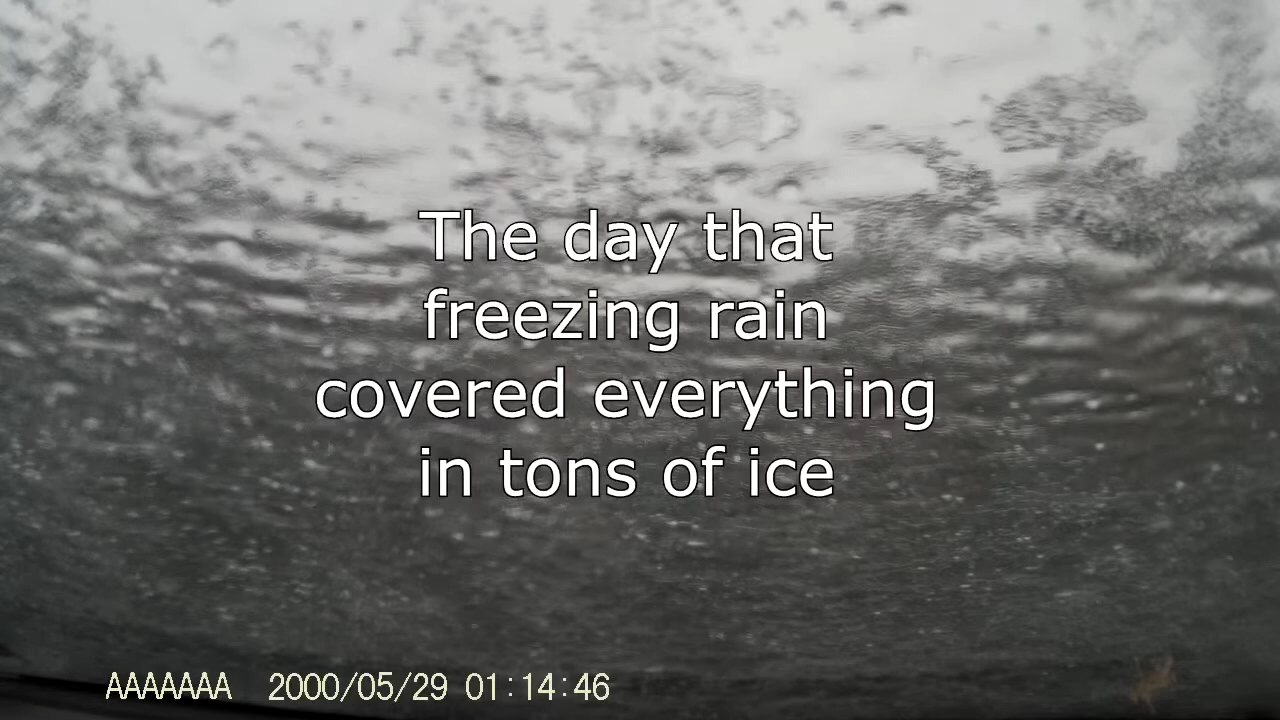 The day that
freezing rain
covered everything
in tons of ice
AAAAAAA 2000/05/29 01:14:46